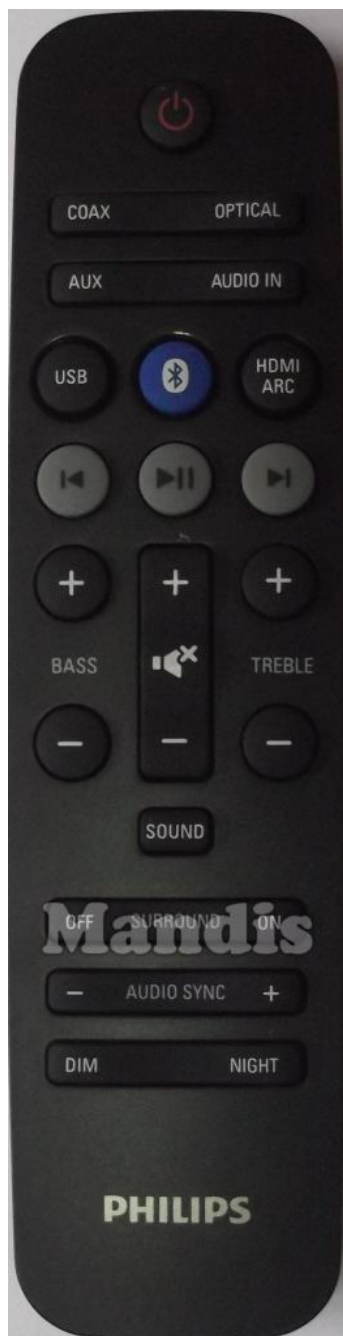 COAX OPTICAL
AUX AUDIO IN
USB HDMI
ARC
+ + +
BASS TREBLE
- - -
SOUND
OFF SURROUND ON
Mandis
- AUDIO SYNC +
DIM NIGHT
PHILIPS